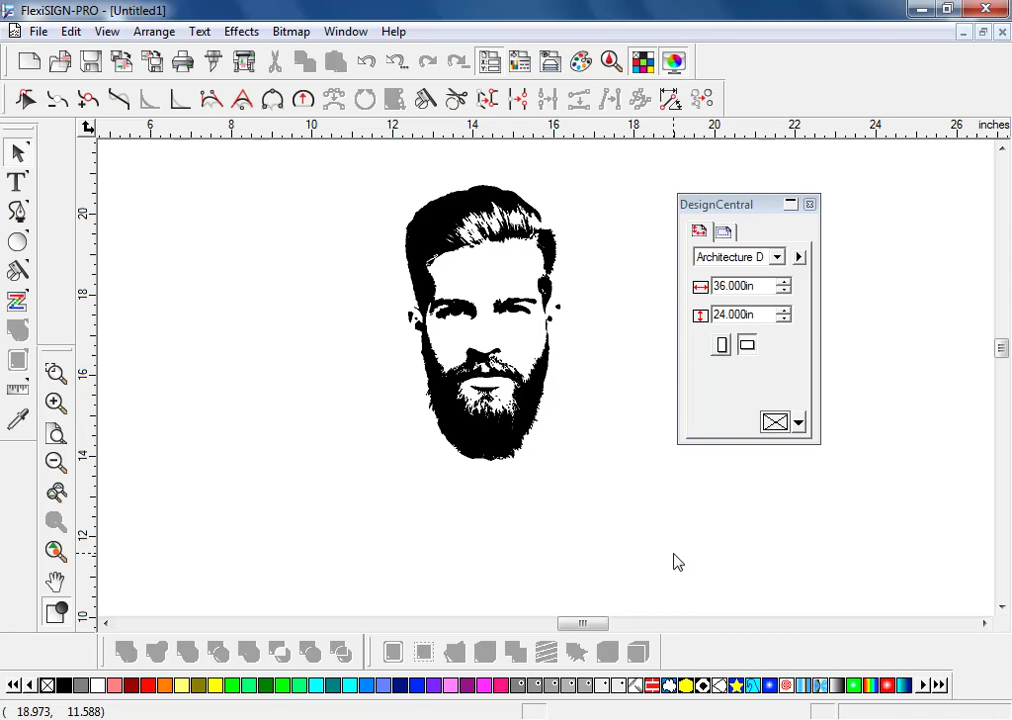 FlexiSIGN-PRO - [Untitled1]
File Edit View Arrange Text Effects Bitmap Window Help
6 8 10 12 14 16 18 20 22 24 26 inches
20
18
16
14
12
10
DesignCentral
Architecture D
36.000in
24.000in
( 18.973, 11.588)